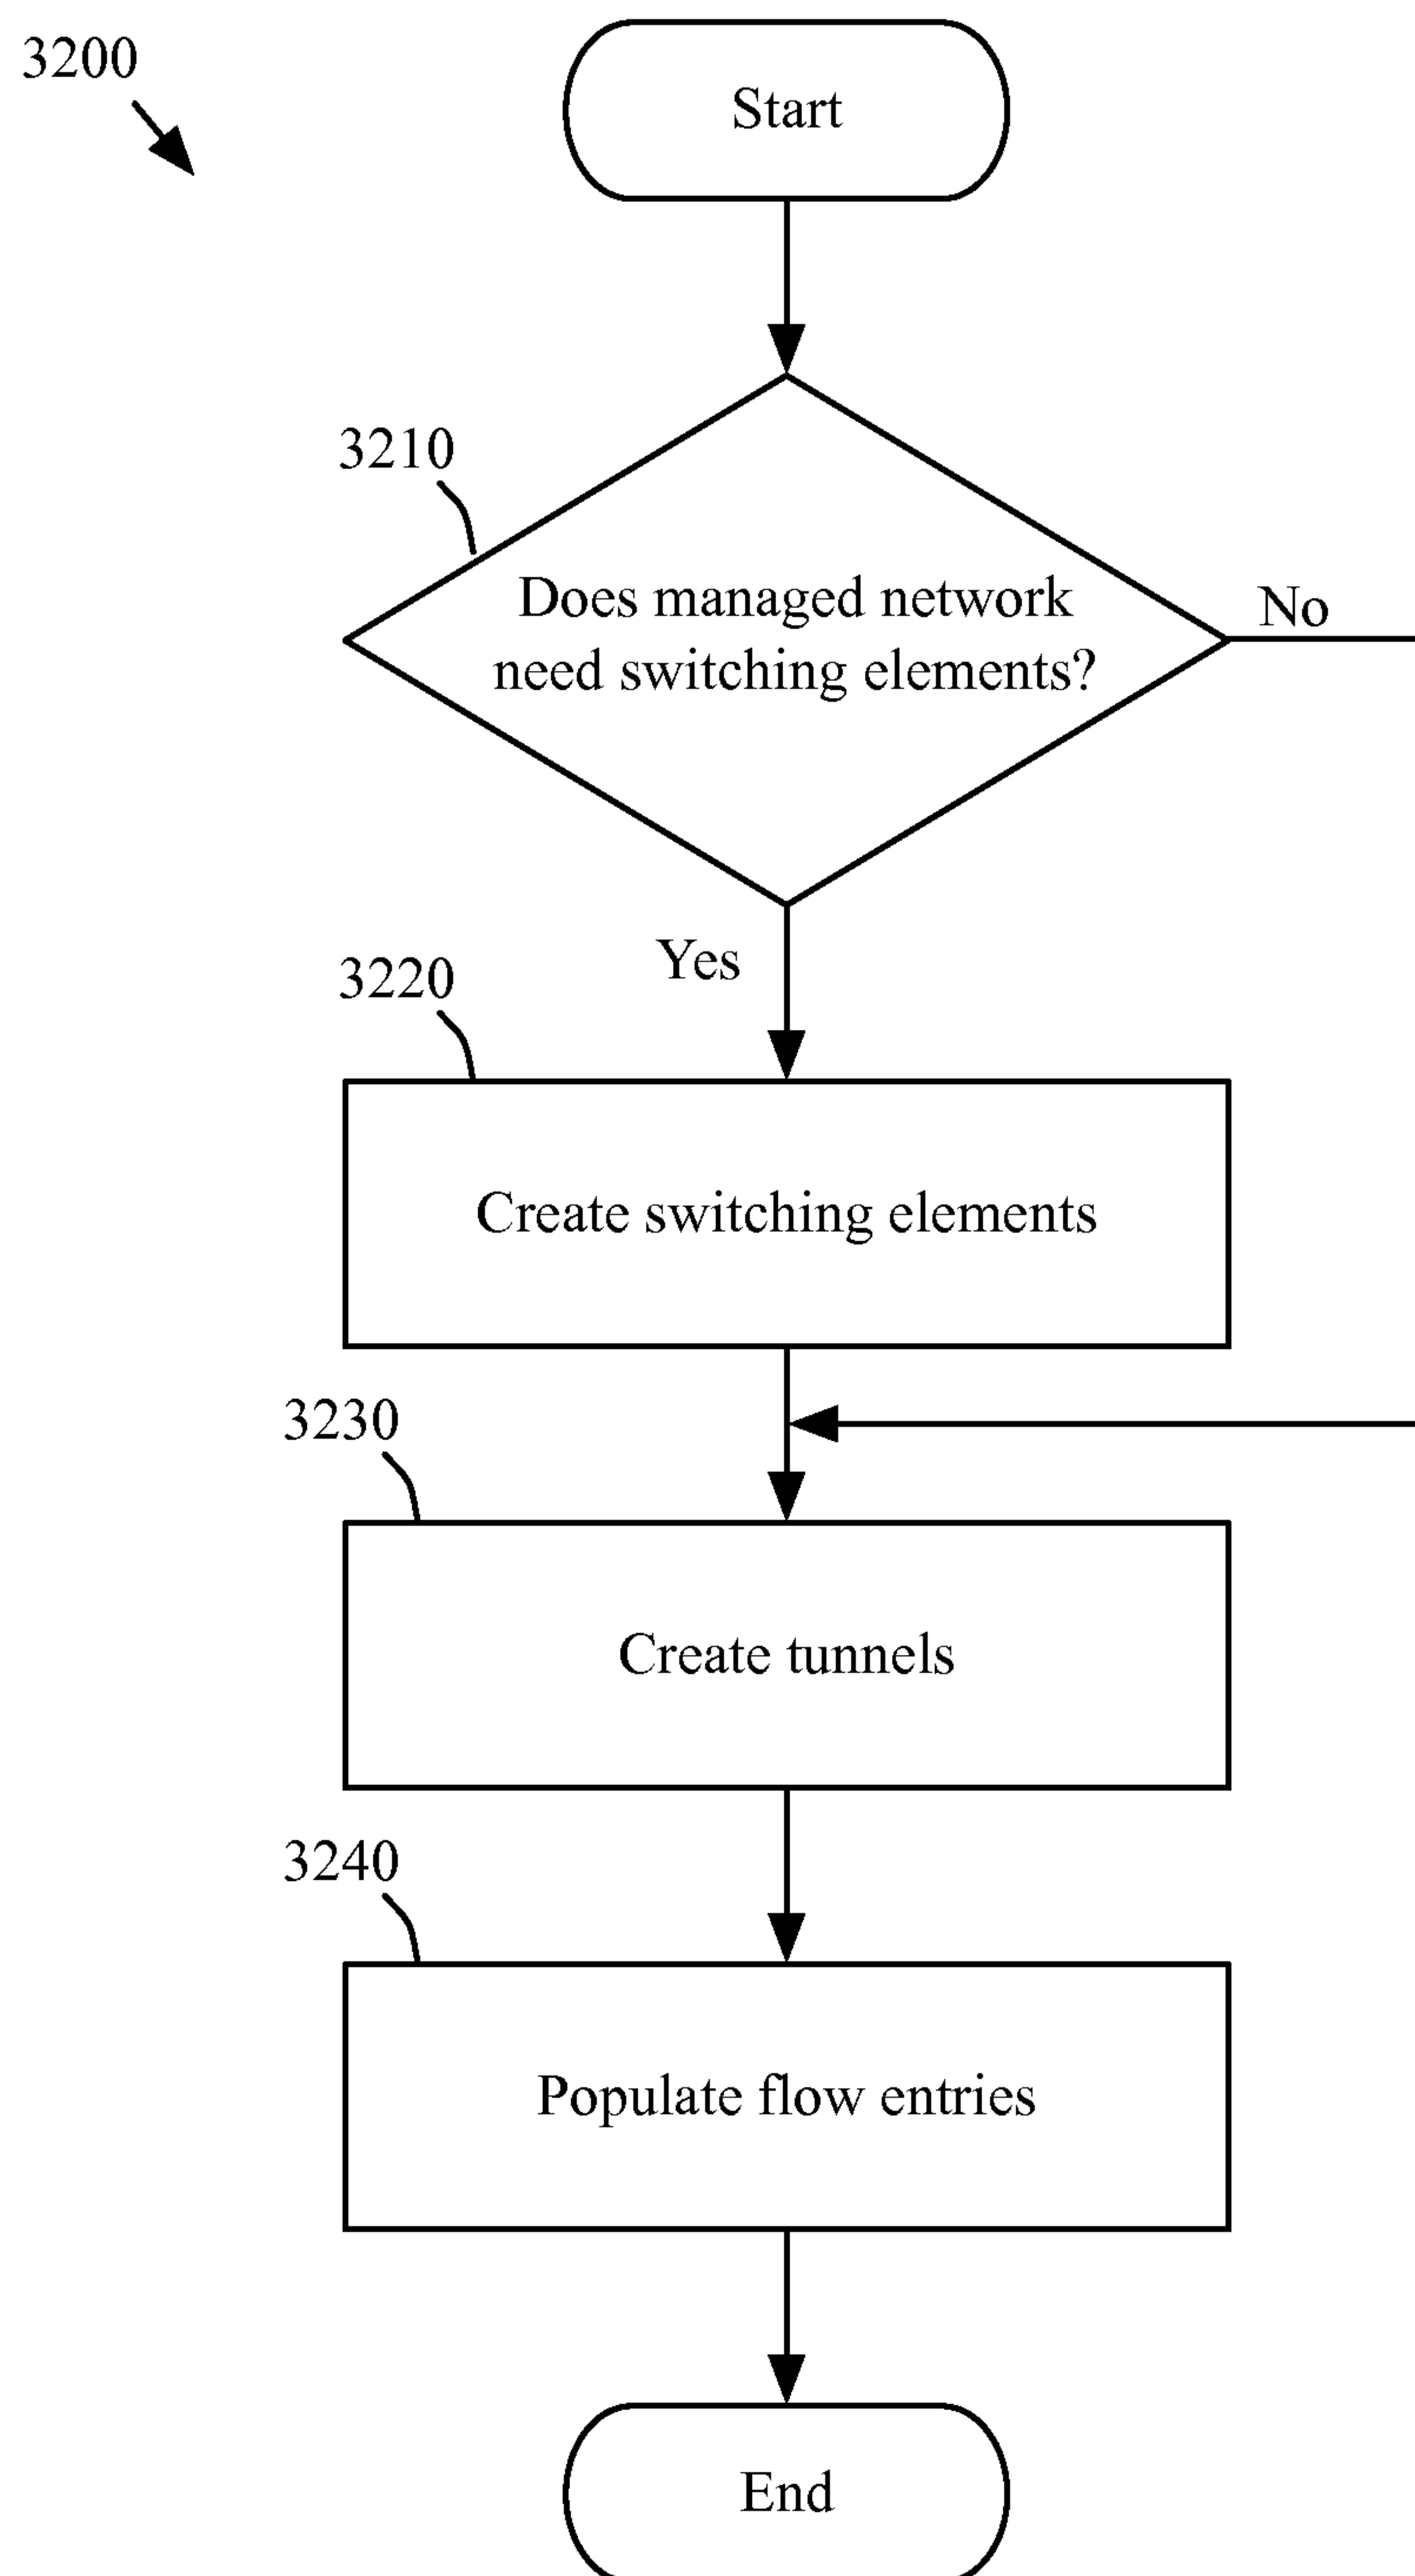 3200
Start
3210
Does managed network
need switching elements?
No
Yes
3220
Create switching elements
3230
Create tunnels
3240
Populate flow entries
End